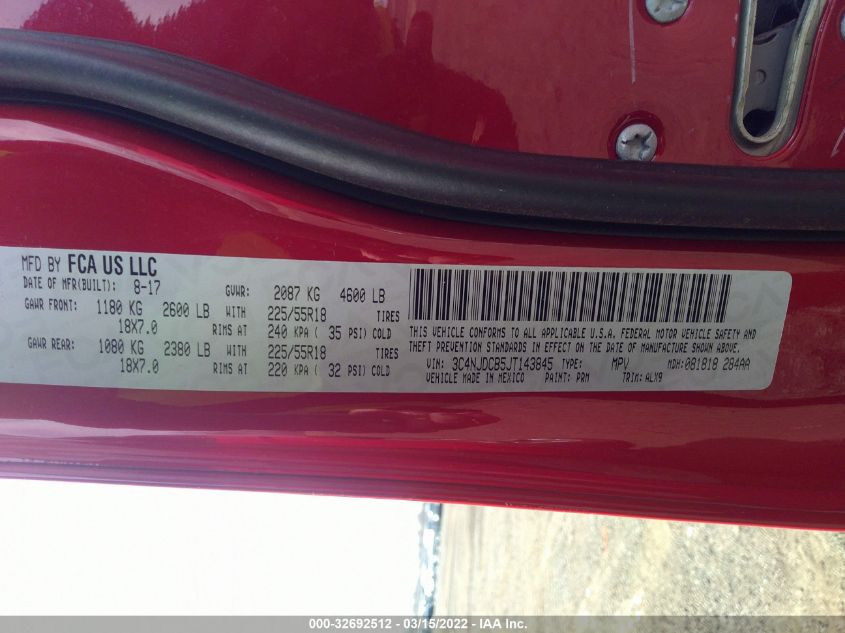 MFD BY FCA US LLC
DATE OF MFR(BUILT): 8-17 GVWR: 2087 KG 4600 LB
GAWR FRONT: 1180 KG 2600 LB WITH 225/55R18 TIRES
18X7.0 RIMS AT 240 KPA ( 35 PSI) COLD
GAWR REAR: 1080 KG 2380 LB WITH 225/55R18 TIRES
18X7.0 RIMS AT 220 KPA ( 32 PSI) COLD
THIS VEHICLE CONFORMS TO ALL APPLICABLE U.S.A. FEDERAL MOTOR VEHICLE SAFETY AND
THEFT PREVENTION STANDARDS IN EFFECT ON THE DATE OF MANUFACTURE SHOWN ABOVE.
VIN: 3C4NJDCB5JT143845 TYPE: MPV MDH: 081818 284AA
VEHICLE MADE IN MEXICO PAINT: PRM TRIM: ALX9
000-32692512 - 03/15/2022 - IAA Inc.